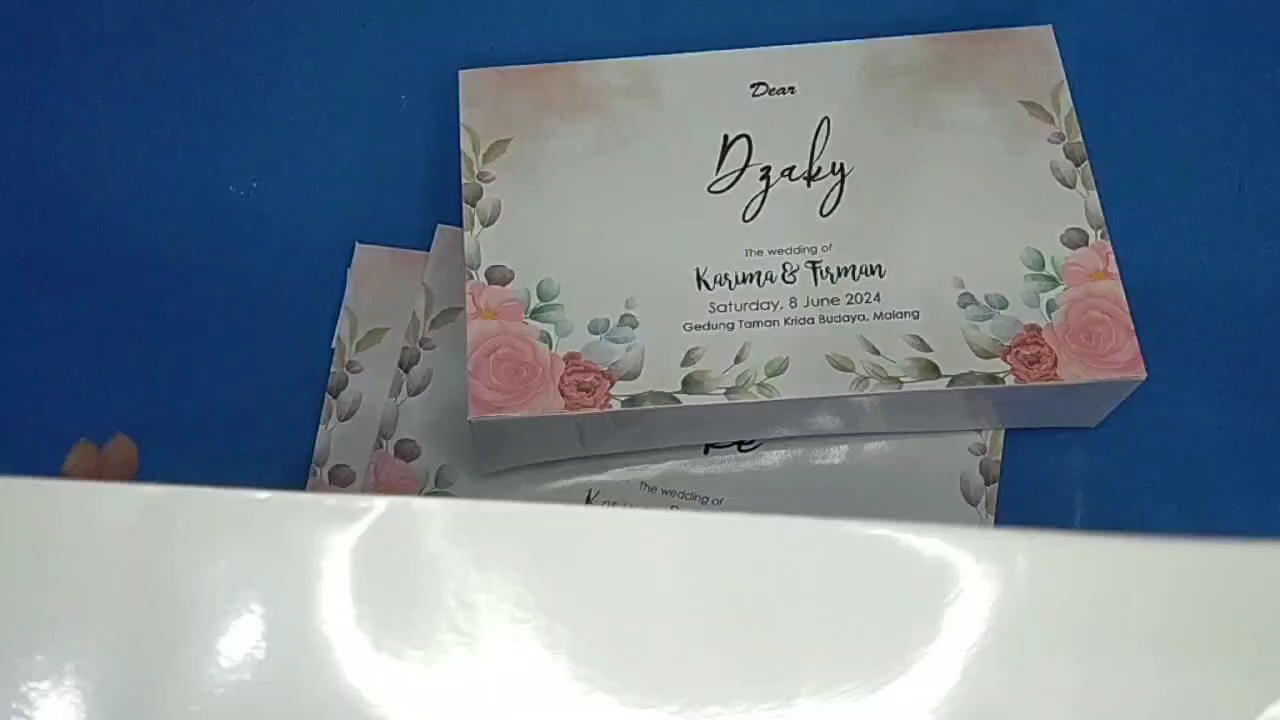 Dear
Dzaky
The wedding of
Karima & Firman
Saturday, 8 June 2024
Gedung Taman Krida Budaya, Malang
The wedding of